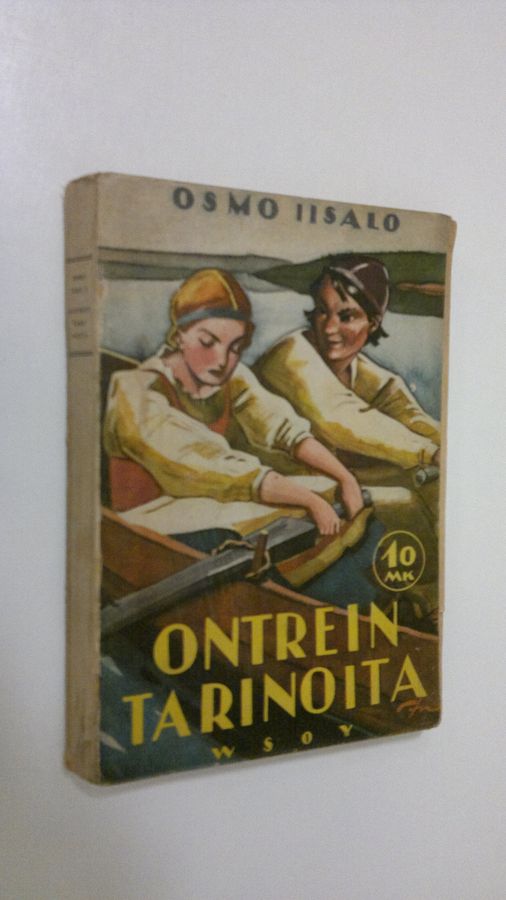 OSMO IISALO
10
MK
ONTREIN
TARINOITA
WSOY